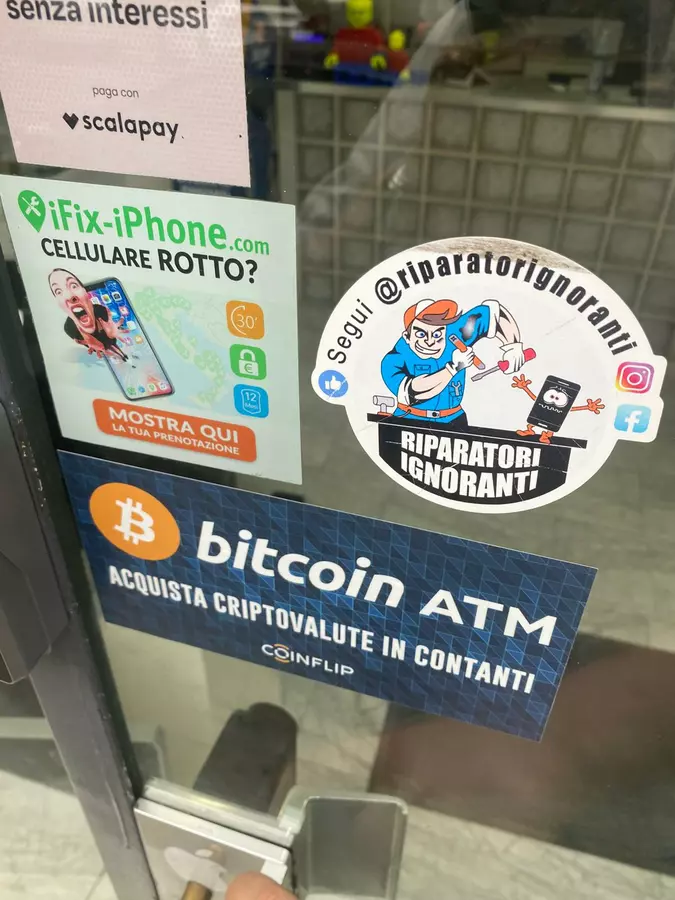 senza interessi
paga con
scalapay
iFix-iPhone.com
CELLULARE ROTTO?
30'
€
12
MOSTRA QUI
LA TUA PRENOTAZIONE
Segui @riparatorignoranti
RIPARATORI
IGNORANTI
bitcoin ATM
ACQUISTA CRIPTOVALUTE IN CONTANTI
COINFLIP